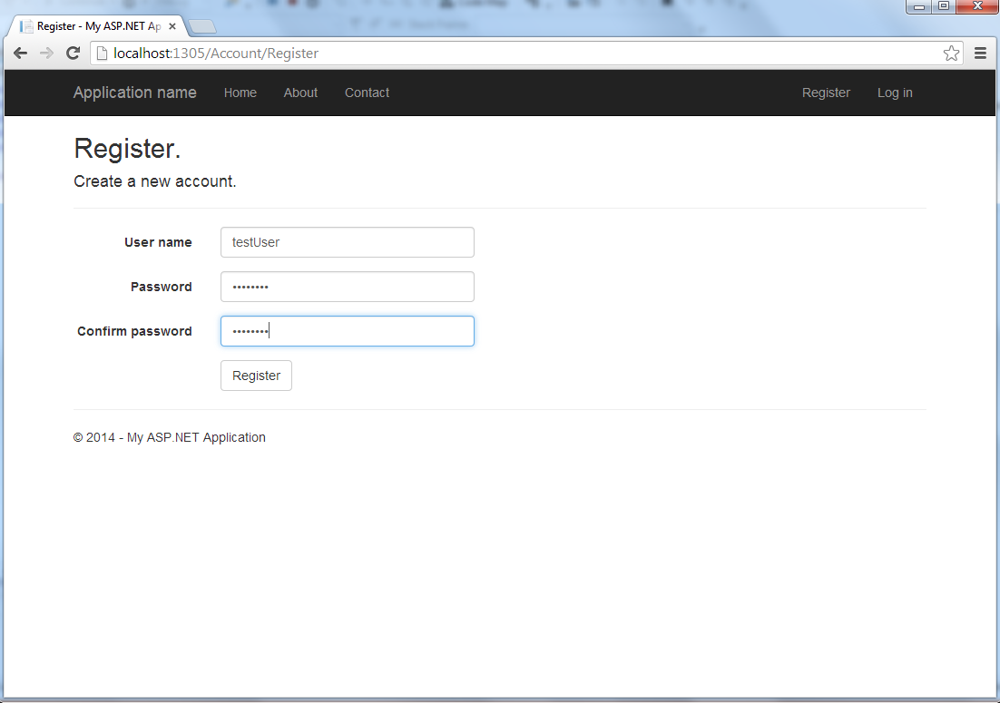 Register - My ASP.NET Ap
localhost:1305/Account/Register
Application name Home About Contact Register Log in
Register.
Create a new account.
User name testUser
Password ••••••••
Confirm password ••••••••
Register
© 2014 - My ASP.NET Application